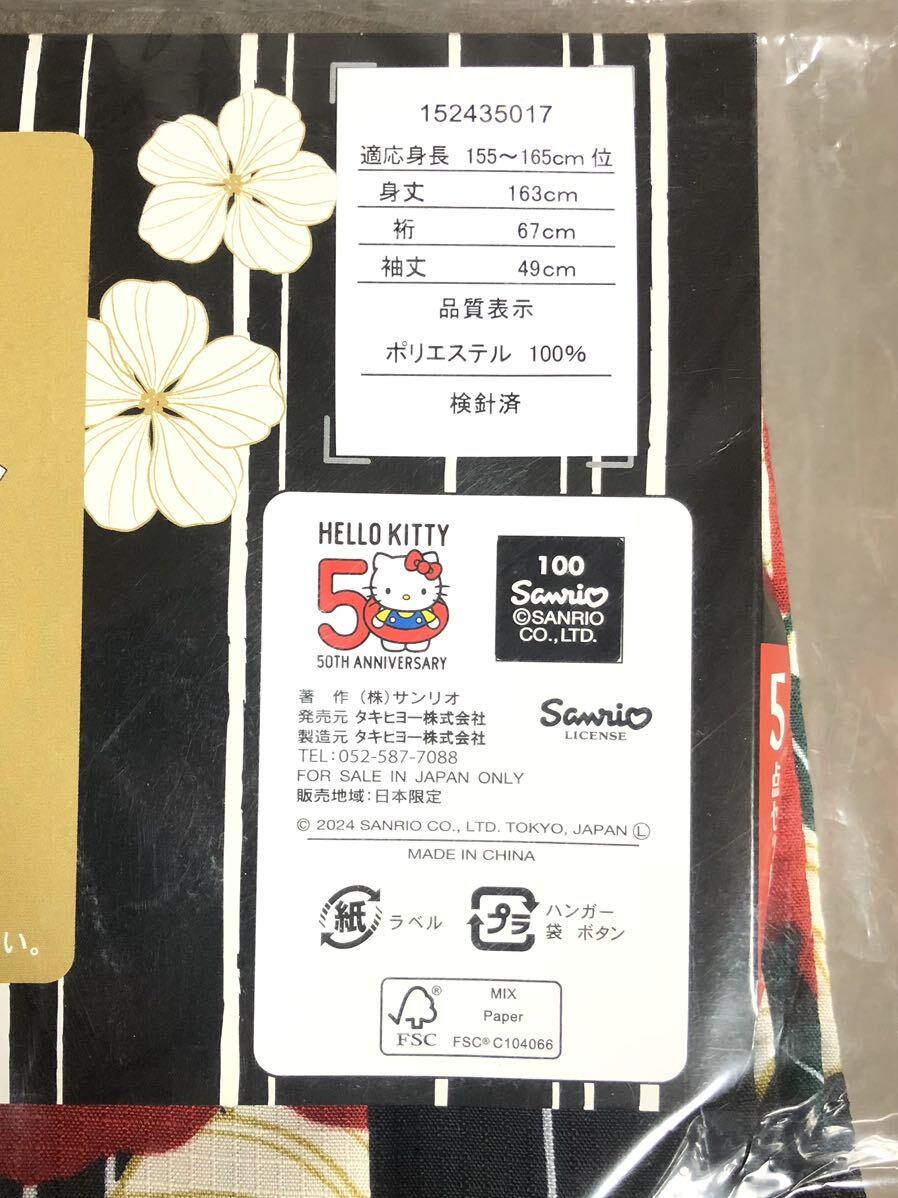 152435017
適応身長 155～165cm 位
身丈 163cm
裄 67cm
袖丈 49cm
品質表示
ポリエステル 100%
検針済
HELLO KITTY
50
50TH ANNIVERSARY
100
Sanrio
©SANRIO
CO., LTD.
著 作 (株)サンリオ
発売元 タキヒヨー株式会社
製造元 タキヒヨー株式会社
TEL:052-587-7088
FOR SALE IN JAPAN ONLY
販売地域:日本限定
Sanrio
LICENSE
© 2024 SANRIO CO., LTD. TOKYO, JAPAN Ⓛ
MADE IN CHINA
紙 ラベル
プラ ハンガー
袋 ボタン
FSC®
MIX
Paper
FSC® C104066
い。
5
点セ